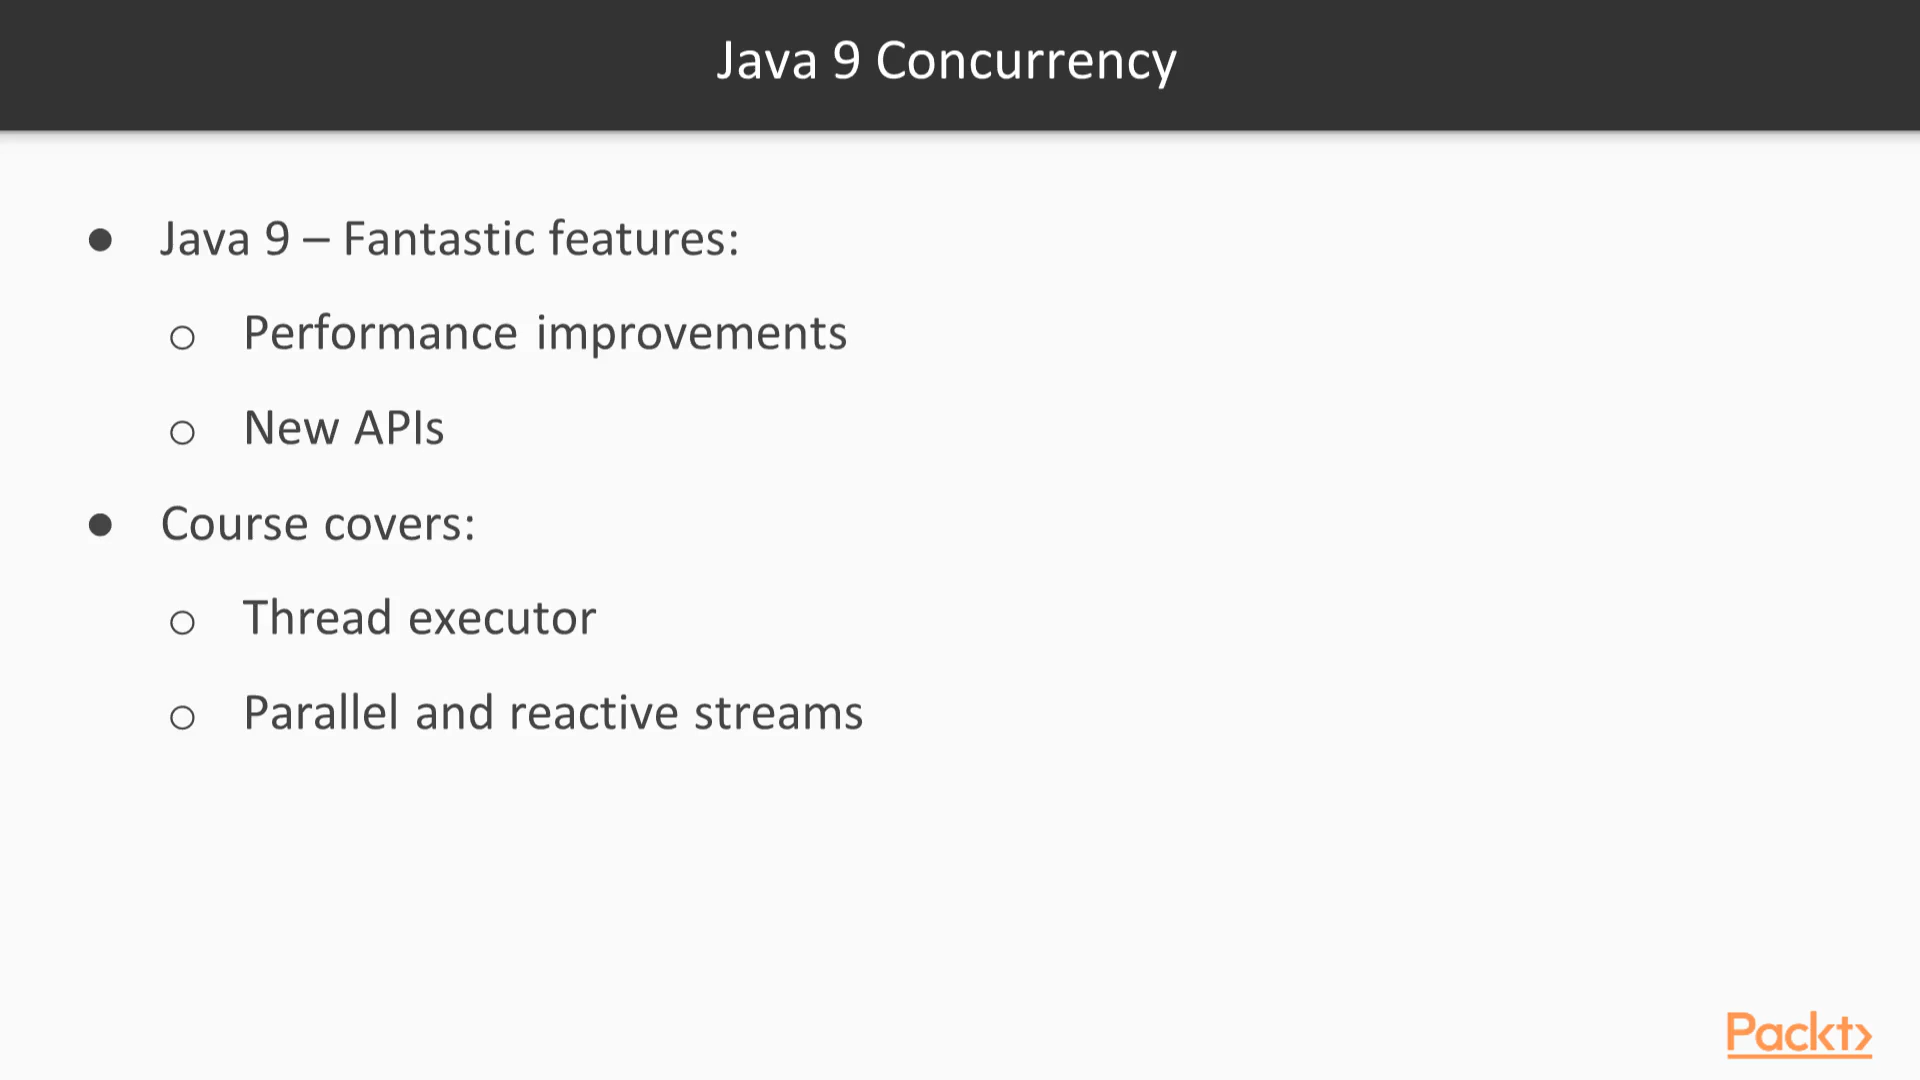 Java 9 Concurrency
● Java 9 – Fantastic features:
○ Performance improvements
○ New APIs
● Course covers:
○ Thread executor
○ Parallel and reactive streams
Packt>